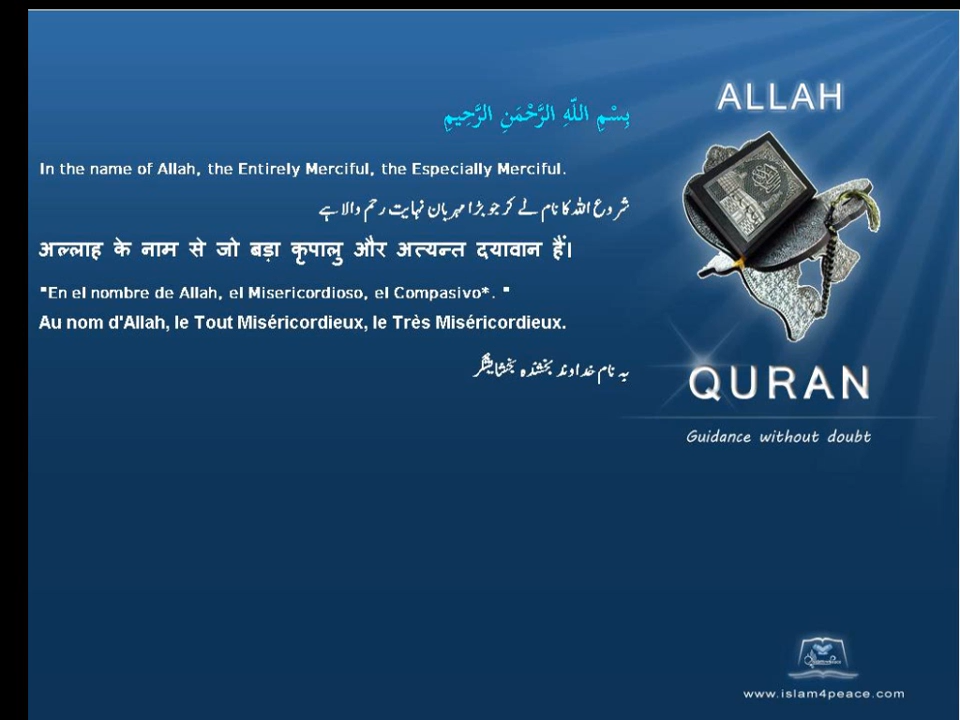 بِسْمِ اللّهِ الرَّحْمَنِ الرَّحِيمِ
In the name of Allah, the Entirely Merciful, the Especially Merciful.
شروع الله کا نام لے کر جو بڑا مہربان نہایت رحم والا ہے
अल्लाह के नाम से जो बड़ा कृपालु और अत्यन्त दयावान हैं।
"En el nombre de Allah, el Misericordioso, el Compasivo*. "
Au nom d'Allah, le Tout Miséricordieux, le Très Miséricordieux.
به نام خداوند بخشنده بخشایشگر
ALLAH
QURAN
Guidance without doubt
www.islam4peace.com